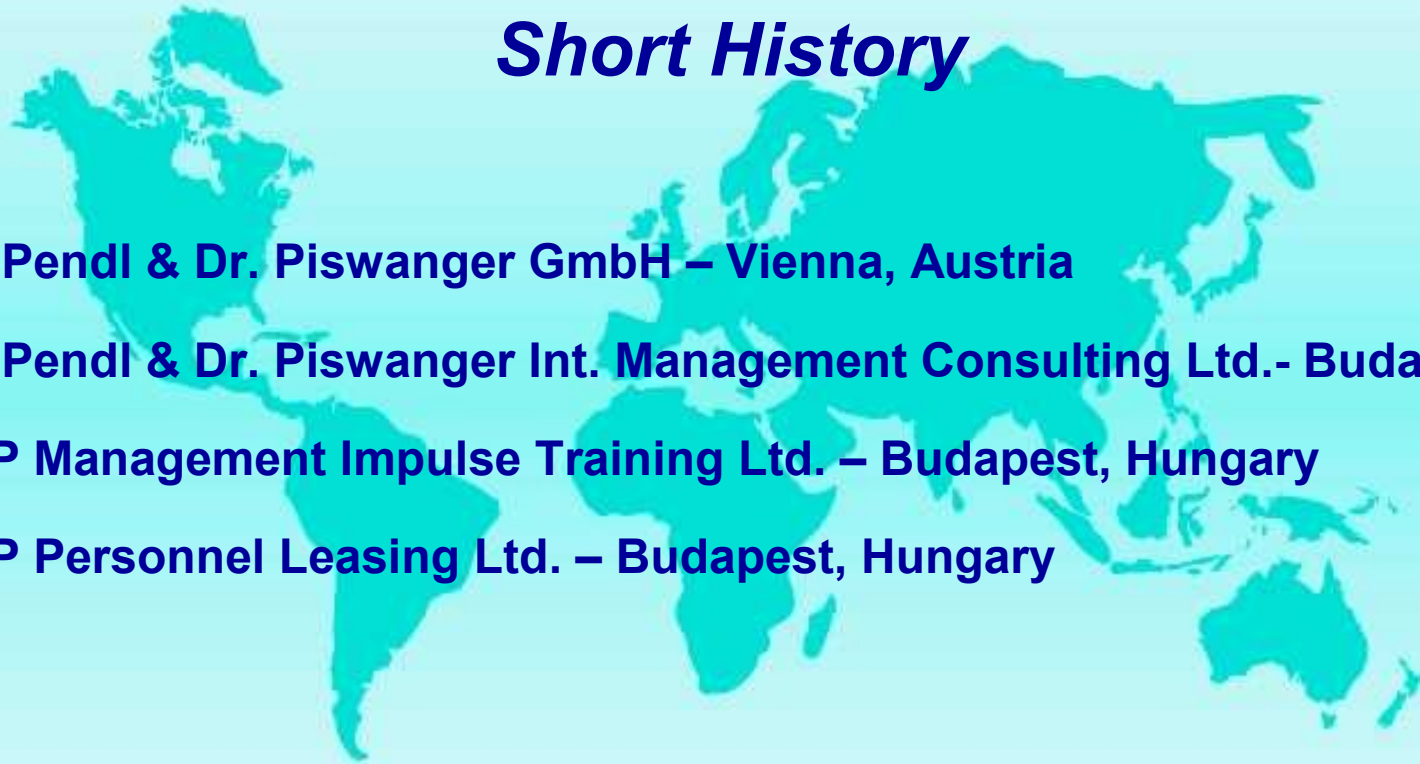 Short History
Pendl & Dr. Piswanger GmbH – Vienna, Austria
Pendl & Dr. Piswanger Int. Management Consulting Ltd.- Buda
P Management Impulse Training Ltd. – Budapest, Hungary
P Personnel Leasing Ltd. – Budapest, Hungary